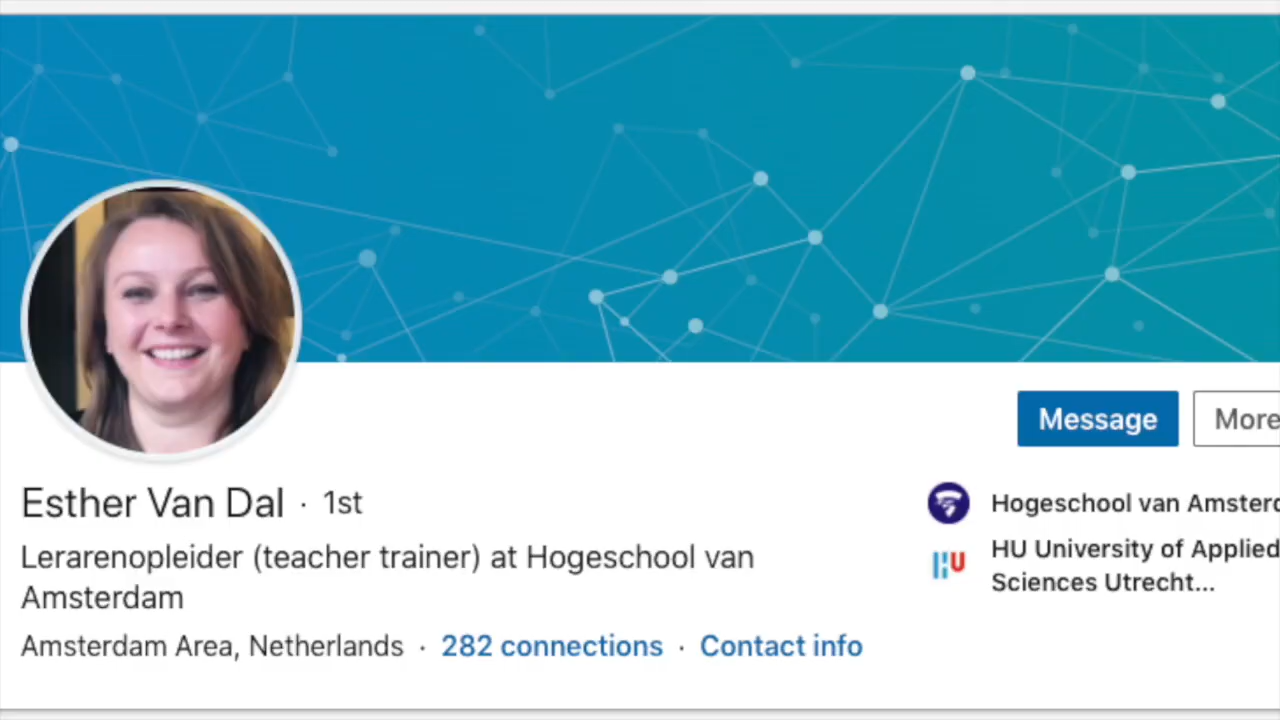 Message
More
Esther Van Dal · 1st
Lerarenopleider (teacher trainer) at Hogeschool van
Amsterdam
Amsterdam Area, Netherlands · 282 connections · Contact info
Hogeschool van Amsterd
HU University of Applied
Sciences Utrecht...
HU